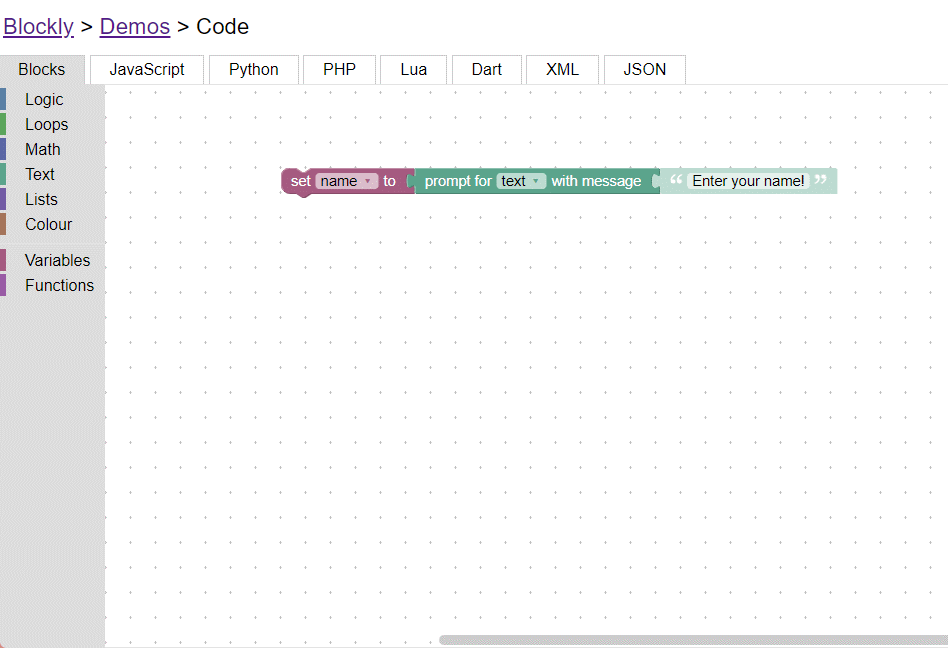 Blockly > Demos > Code
Blocks JavaScript Python PHP Lua Dart XML JSON
Logic
Loops
Math
Text
Lists
Colour
Variables
Functions
set name to prompt for text with message “ Enter your name! ”